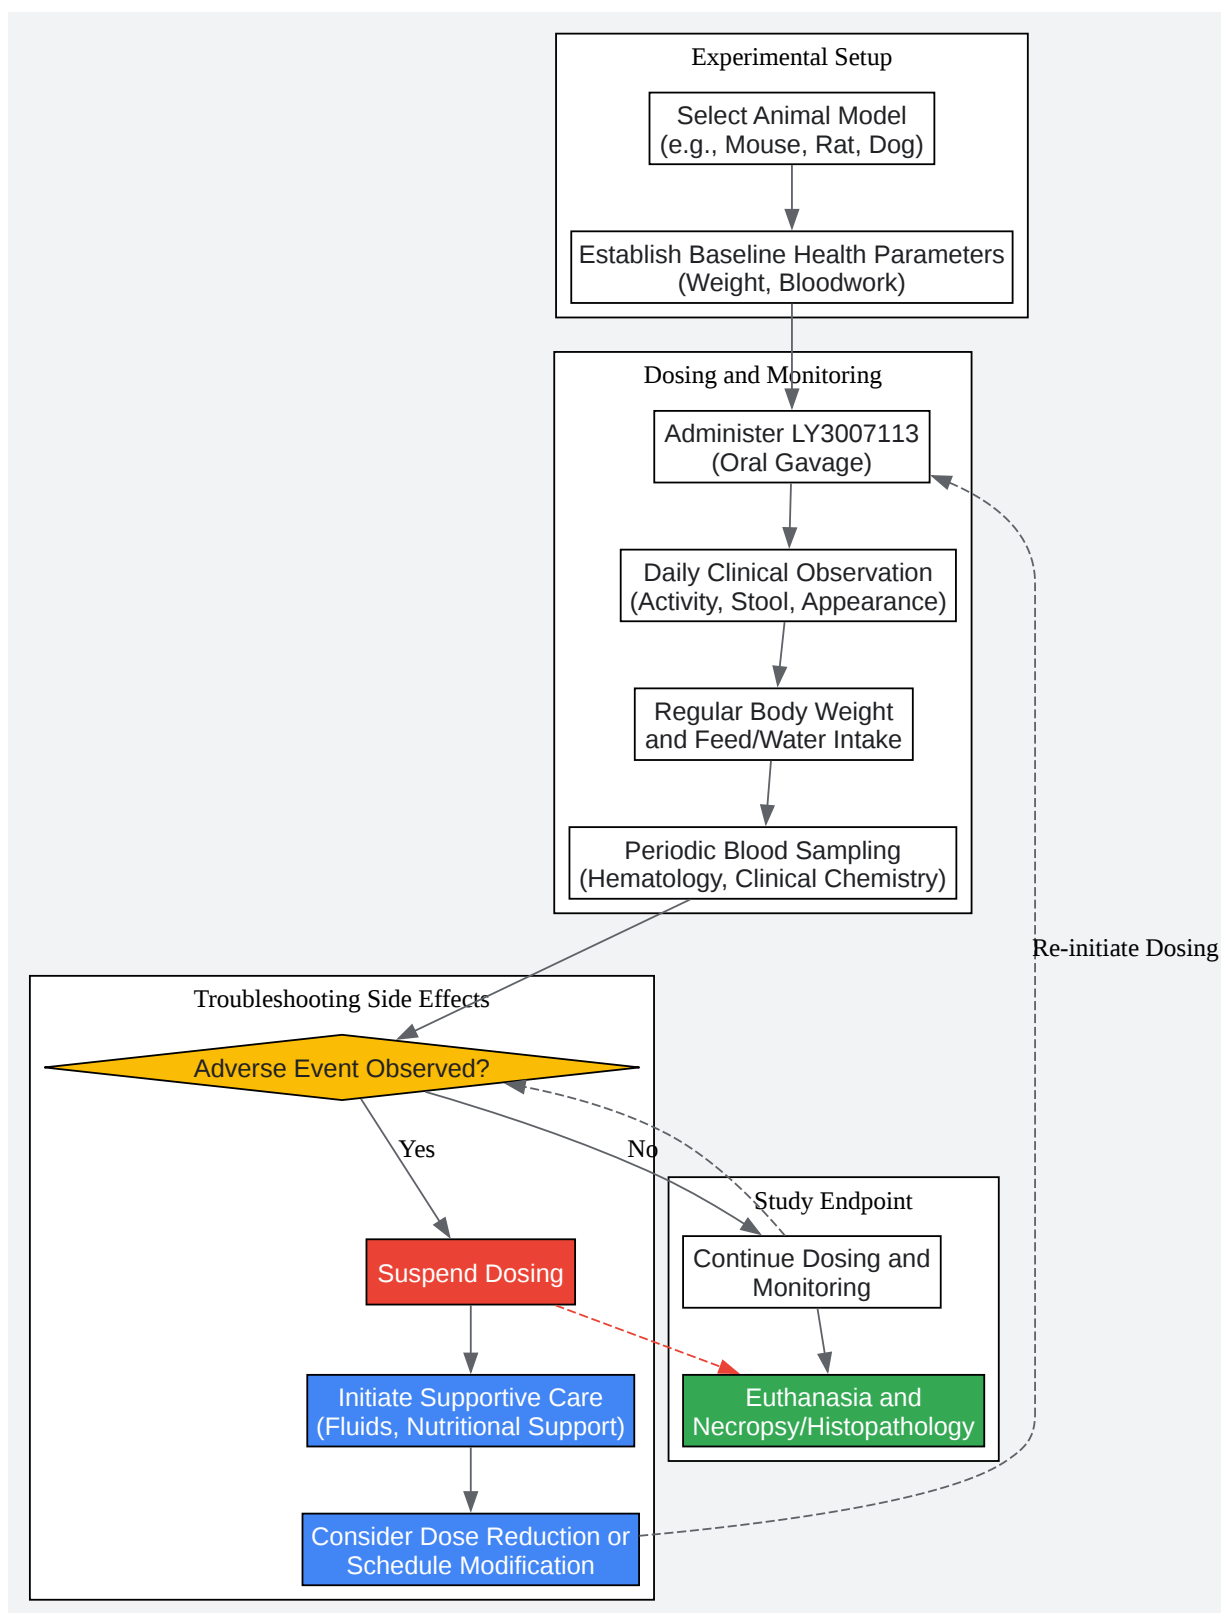 Experimental Setup
Select Animal Model
(e.g., Mouse, Rat, Dog)
Establish Baseline Health Parameters
(Weight, Bloodwork)
Dosing and Monitoring
Administer LY3007113
(Oral Gavage)
Daily Clinical Observation
(Activity, Stool, Appearance)
Regular Body Weight
and Feed/Water Intake
Periodic Blood Sampling
(Hematology, Clinical Chemistry)
Re-initiate Dosing
Troubleshooting Side Effects
Adverse Event Observed?
Yes
No
Study Endpoint
Continue Dosing and
Monitoring
Suspend Dosing
Initiate Supportive Care
(Fluids, Nutritional Support)
Euthanasia and
Necropsy/Histopathology
Consider Dose Reduction or
Schedule Modification